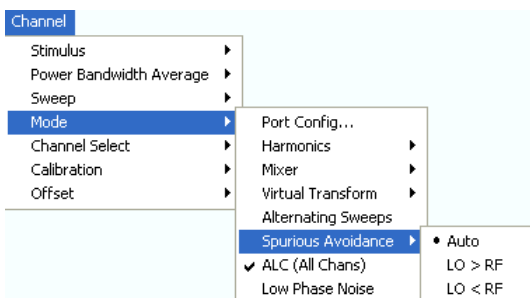 Channel
Stimulus
Power Bandwidth Average
Sweep
Mode
Channel Select
Calibration
Offset
Port Config...
Harmonics
Mixer
Virtual Transform
Alternating Sweeps
Spurious Avoidance
ALC (All Chans)
Low Phase Noise
Auto
LO > RF
LO < RF